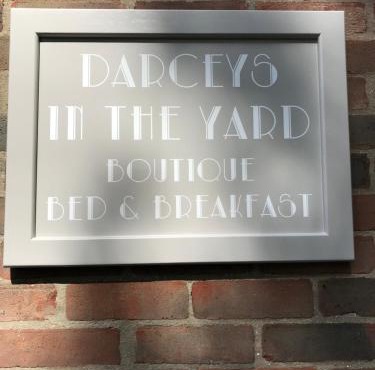 DARCEYS
IN THE YARD
BOUTIQUE
BED & BREAKFAST